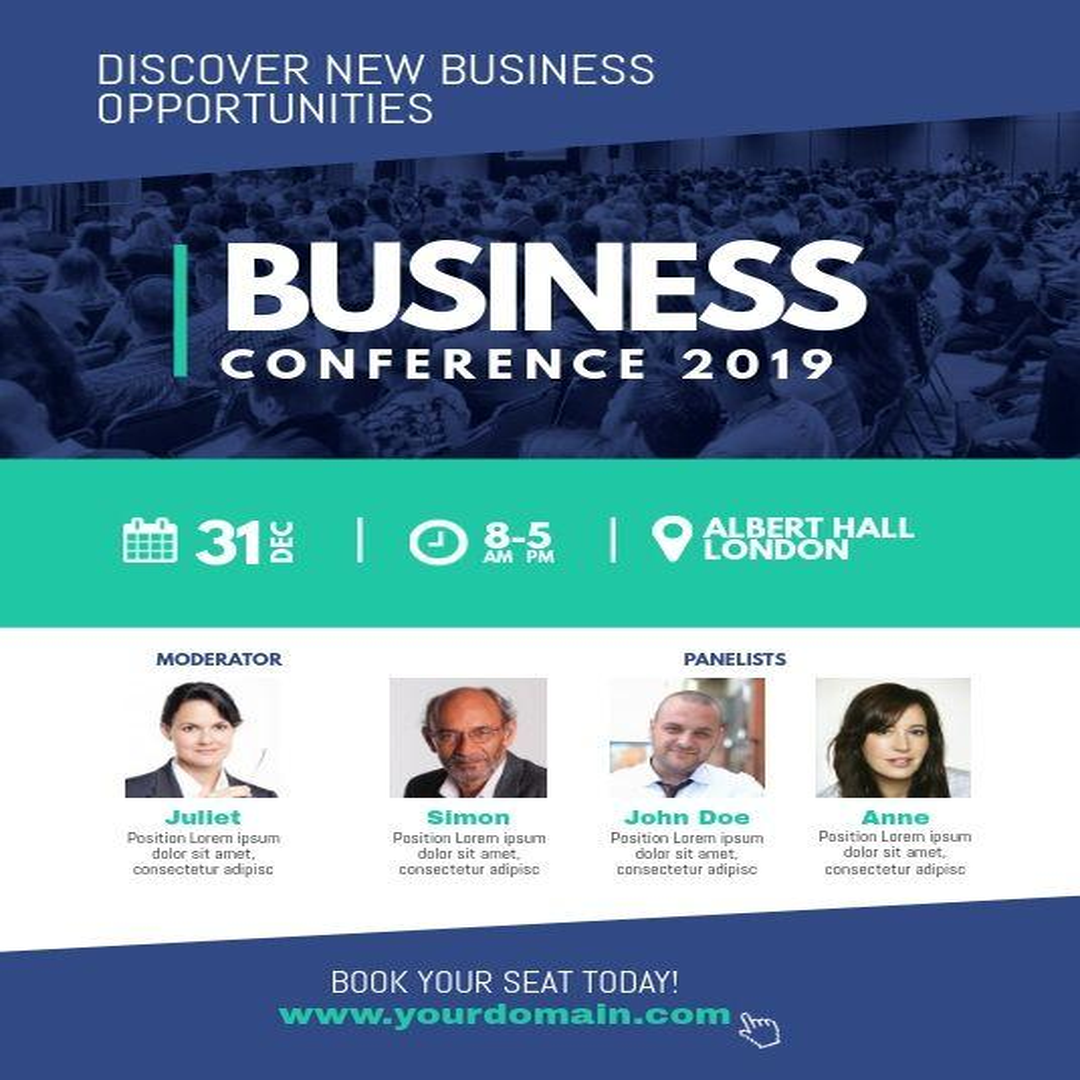 DISCOVER NEW BUSINESS
OPPORTUNITIES
BUSINESS
CONFERENCE 2019
31 DEC
8-5
AM PM
ALBERT HALL
LONDON
MODERATOR
PANELISTS
Juliet
Position Lorem ipsum
dolor sit amet,
consectetur adipisc
Simon
Position Lorem ipsum
dolor sit amet,
consectetur adipisc
John Doe
Position Lorem ipsum
dolor sit amet,
consectetur adipisc
Anne
Position Lorem ipsum
dolor sit amet,
consectetur adipisc
BOOK YOUR SEAT TODAY!
www.yourdomain.com